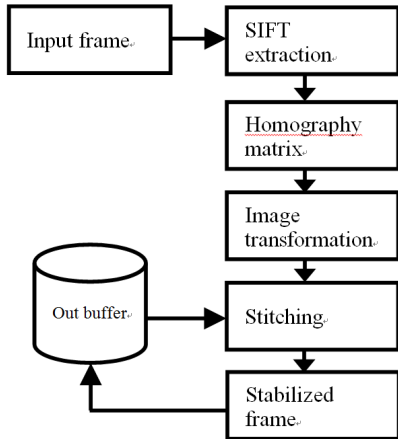 Input frame
SIFT
extraction
Homography
matrix
Image
transformation
Out buffer
Stitching
Stabilized
frame